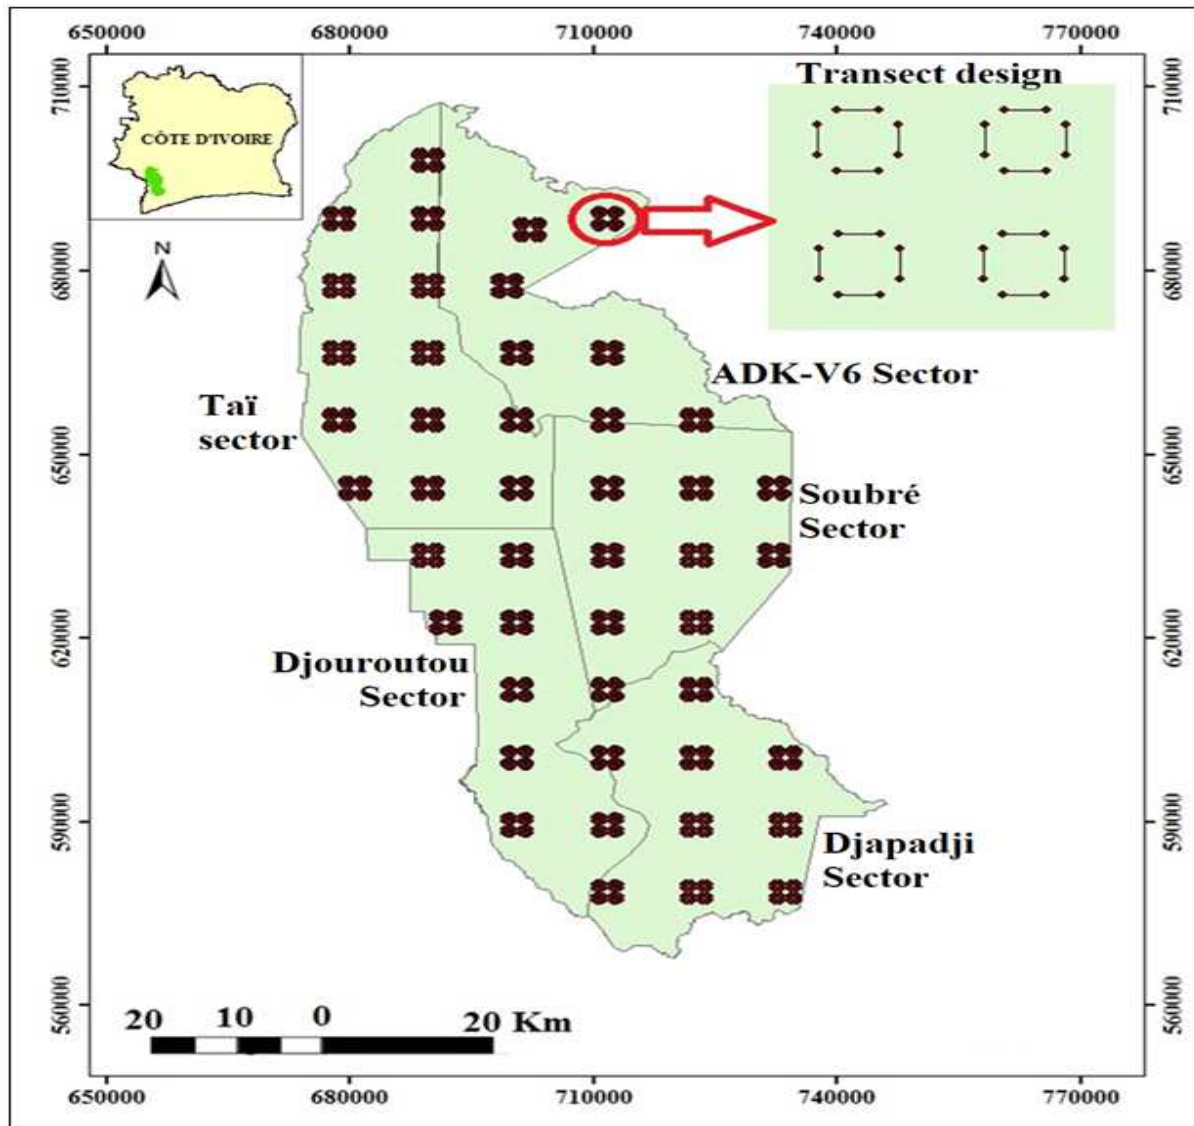 650000 680000 710000 740000 770000
710000 710000
Transect design
CÔTE D'IVOIRE
N
680000 680000
ADK-V6 Sector
Taï
sector
650000 650000
Soubré
Sector
620000 620000
Djouroutou
Sector
590000 590000
Djapadji
Sector
560000 560000
20 10 0 20 Km
650000 680000 710000 740000 770000